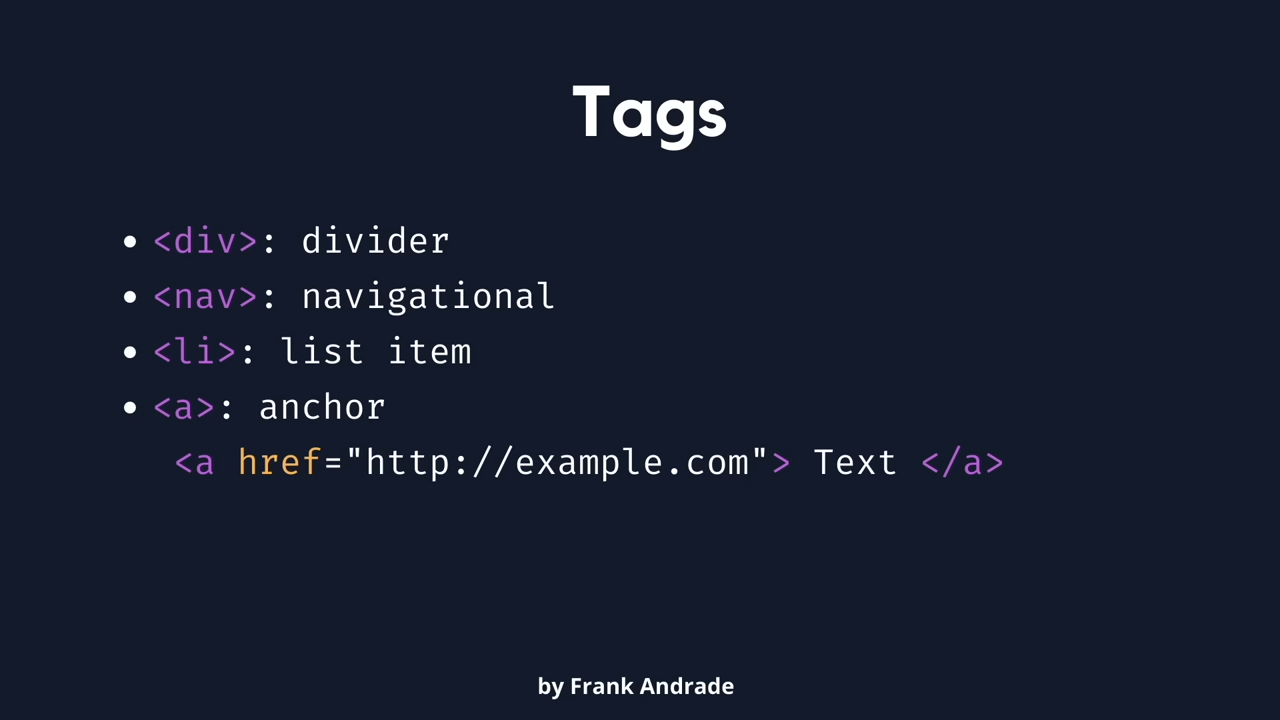 Tags
• <div>: divider
• <nav>: navigational
• <li>: list item
• <a>: anchor
<a href="http://example.com"> Text </a>
by Frank Andrade